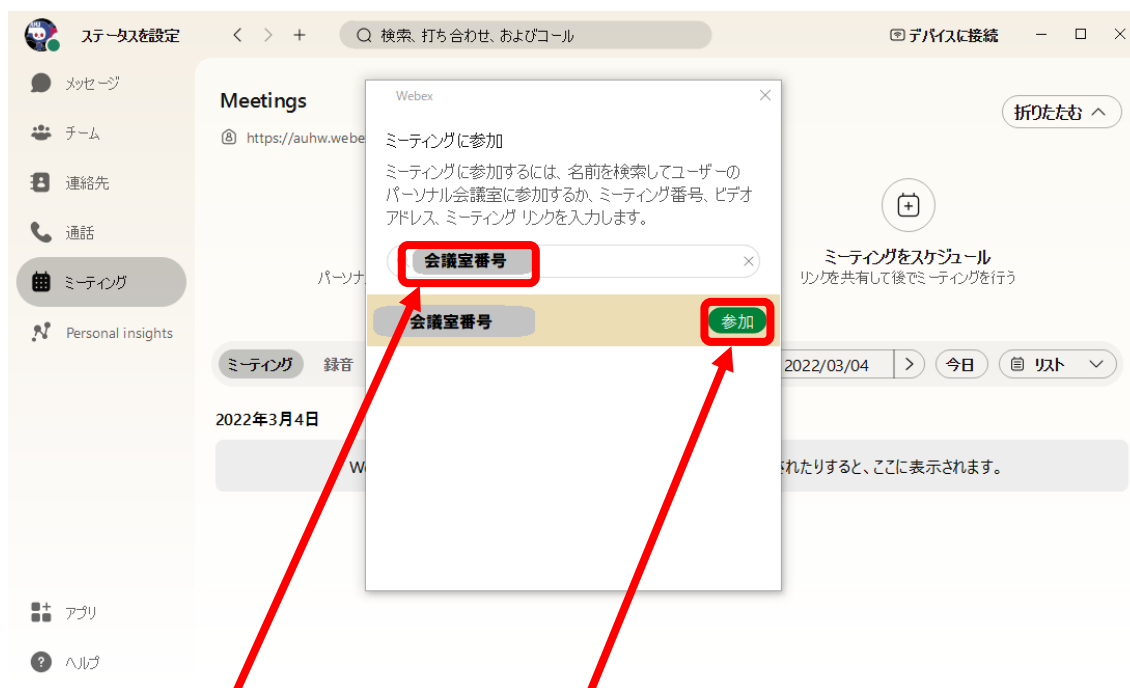 ステータスを設定
検索、打ち合わせ、およびコール
デバイスに接続
メッセージ
チーム
連絡先
通話
ミーティング
Personal insights
アプリ
ヘルプ
Meetings
https://auhw.webe
折りたたむ
パーソナ
ミーティングをスケジュール
リンクを共有して後でミーティングを行う
Webex
ミーティングに参加
ミーティングに参加するには、名前を検索してユーザーの
パーソナル会議室に参加するか、ミーティング番号、ビデオ
アドレス、ミーティング リンクを入力します。
会議室番号
会議室番号 参加
ミーティング 録音
2022/03/04 今日 リスト
2022年3月4日
We
されたりすると、ここに表示されます。